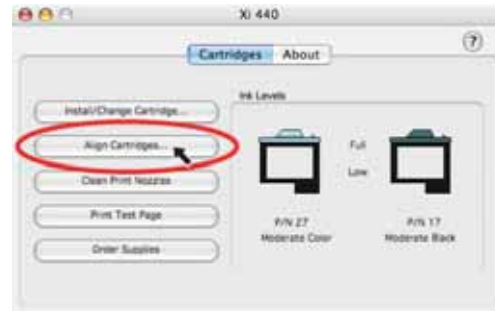 Xi 440
?
Cartridges About
Install/Change Cartridge...
Align Cartridges...
Clean Print Nozzles
Print Test Page
Order Supplies
Ink Levels
Full
Low
P/N 27
Moderate Color
P/N 17
Moderate Black